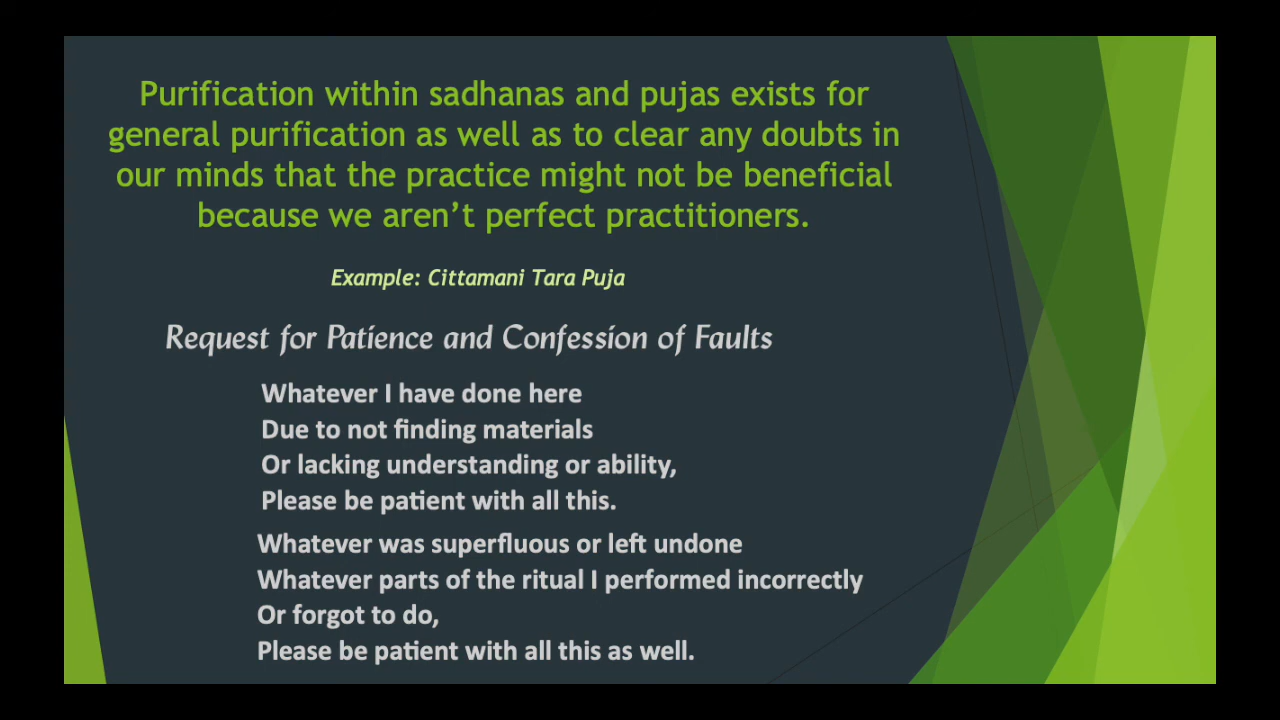 Purification within sadhanas and pujas exists for
general purification as well as to clear any doubts in
our minds that the practice might not be beneficial
because we aren’t perfect practitioners.
Example: Cittamani Tara Puja
Request for Patience and Confession of Faults
Whatever I have done here
Due to not finding materials
Or lacking understanding or ability,
Please be patient with all this.
Whatever was superfluous or left undone
Whatever parts of the ritual I performed incorrectly
Or forgot to do,
Please be patient with all this as well.